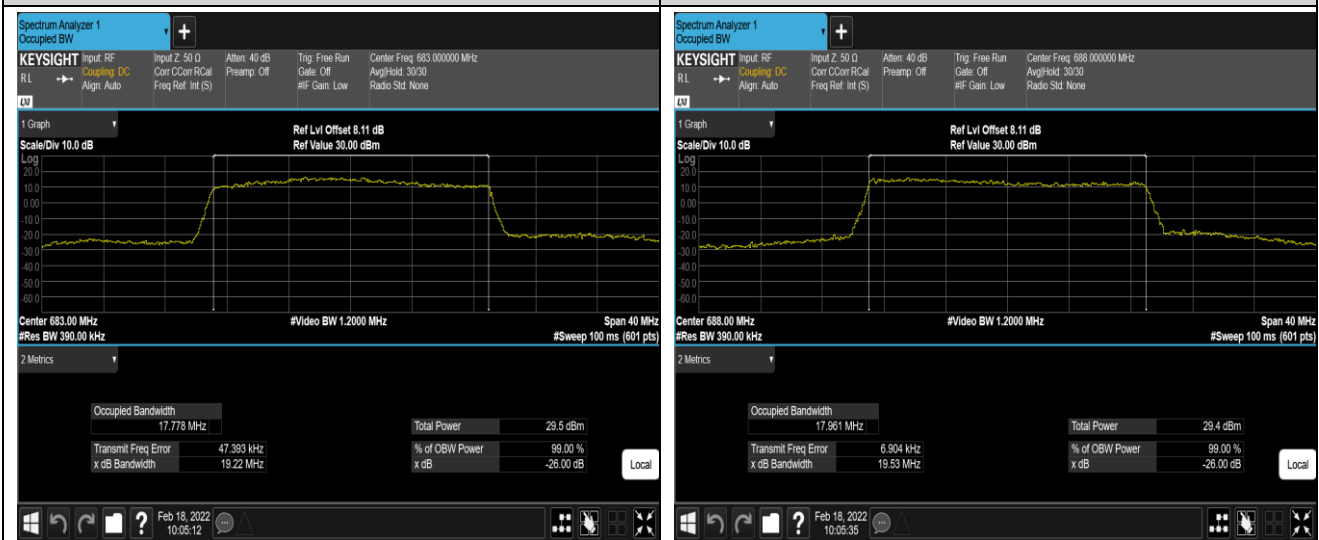 Spectrum Analyzer 1
Occupied BW
+
KEYSIGHT Input: RF Input Z: 50 Ω Atten: 40 dB Trig: Free Run Center Freq: 683.000000 MHz
RL Coupling: DC Corr CCorr RCal Preamp: Off Gate: Off Avg|Hold: 30/30
Align: Auto Freq Ref: Int (S) #IF Gain: Low Radio Std: None
LXI
1 Graph
Ref Lvl Offset 8.11 dB
Scale/Div 10.0 dB Ref Value 30.00 dBm
Log
20.0
10.0
0.00
-10.0
-20.0
-30.0
-40.0
-50.0
-60.0
Center 683.00 MHz #Video BW 1.2000 MHz Span 40 MHz
#Res BW 390.00 kHz #Sweep 100 ms (601 pts)
2 Metrics
Occupied Bandwidth
17.778 MHz Total Power 29.5 dBm
Transmit Freq Error 47.393 kHz % of OBW Power 99.00 %
x dB Bandwidth 19.22 MHz x dB -26.00 dB
Local
? Feb 18, 2022
10:05:12
Spectrum Analyzer 1
Occupied BW
+
KEYSIGHT Input: RF Input Z: 50 Ω Atten: 40 dB Trig: Free Run Center Freq: 688.000000 MHz
RL Coupling: DC Corr CCorr RCal Preamp: Off Gate: Off Avg|Hold: 30/30
Align: Auto Freq Ref: Int (S) #IF Gain: Low Radio Std: None
LXI
1 Graph
Ref Lvl Offset 8.11 dB
Scale/Div 10.0 dB Ref Value 30.00 dBm
Log
20.0
10.0
0.00
-10.0
-20.0
-30.0
-40.0
-50.0
-60.0
Center 688.00 MHz #Video BW 1.2000 MHz Span 40 MHz
#Res BW 390.00 kHz #Sweep 100 ms (601 pts)
2 Metrics
Occupied Bandwidth
17.961 MHz Total Power 29.4 dBm
Transmit Freq Error 6.904 kHz % of OBW Power 99.00 %
x dB Bandwidth 19.53 MHz x dB -26.00 dB
Local
? Feb 18, 2022
10:05:35